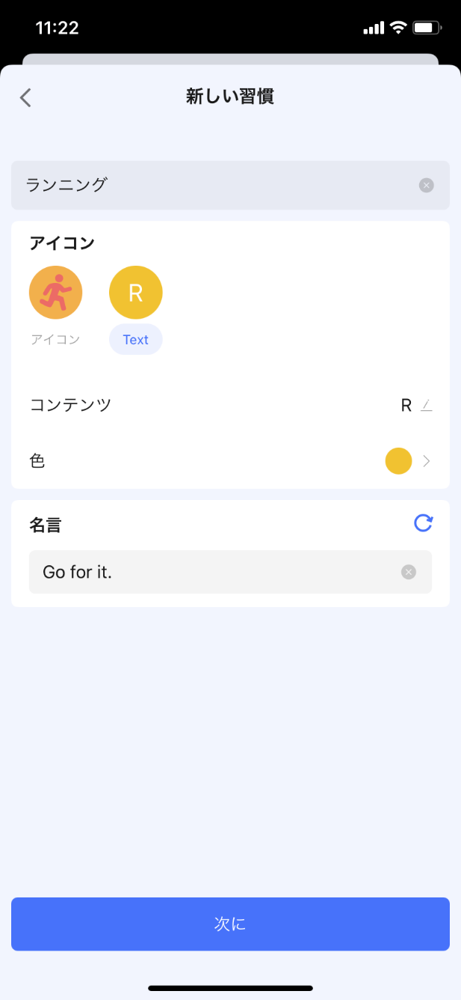 11:22
新しい習慣
ランニング
アイコン
R
アイコン
Text
コンテンツ
R
色
名言
Go for it.
次に